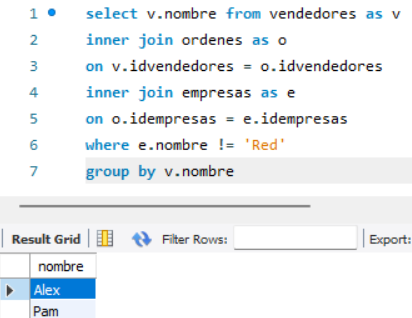 1 select v.nombre from vendedores as v
2 inner join ordenes as o
3 on v.idvendedores = o.idvendedores
4 inner join empresas as e
5 on o.idempresas = e.idempresas
6 where e.nombre != 'Red'
7 group by v.nombre
Result Grid Filter Rows: Export:
nombre
Alex
Pam